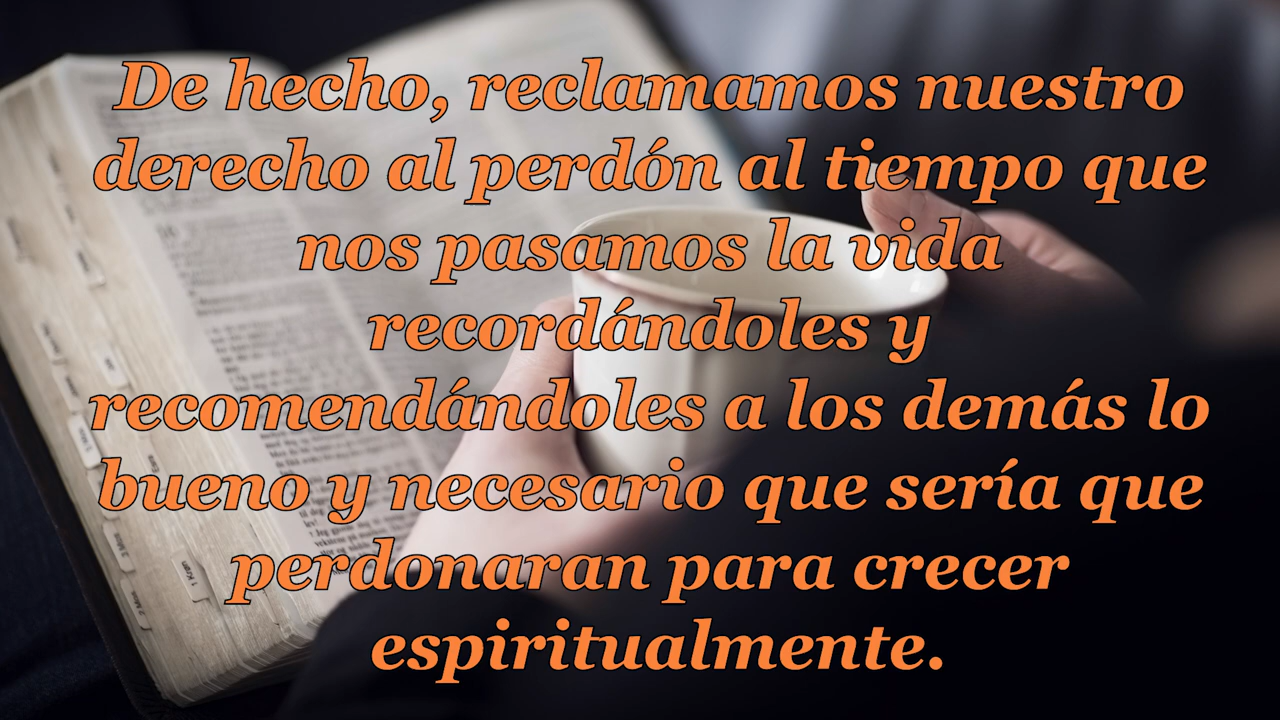 De hecho, reclamamos nuestro
derecho al perdón al tiempo que
nos pasamos la vida
recordándoles y
recomendándoles a los demás lo
bueno y necesario que sería que
perdonaran para crecer
espiritualmente.